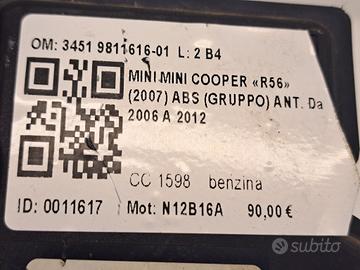 OM: 3451 9811616-01 L: 2 B4
MINI MINI COOPER «R56»
(2007) ABS (GRUPPO) ANT. Da
2006 A 2012
CC 1598 benzina
ID: 0011617 Mot: N12B16A 90,00 €
subito